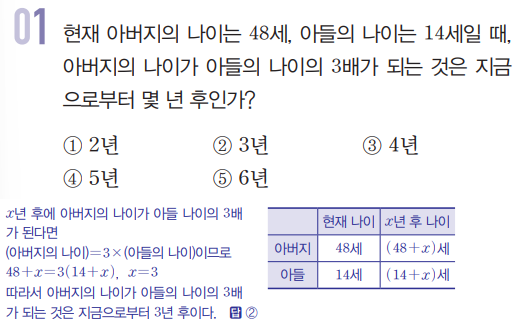 01
현재 아버지의 나이는 48세, 아들의 나이는 14세일 때,
아버지의 나이가 아들의 나이의 3배가 되는 것은 지금
으로부터 몇 년 후인가?
① 2년 ② 3년 ③ 4년
④ 5년 ⑤ 6년
x년 후에 아버지의 나이가 아들 나이의 3배
가 된다면
(아버지의 나이)=3×(아들의 나이)이므로
48+x=3(14+x), x=3
따라서 아버지의 나이가 아들의 나이의 3배
가 되는 것은 지금으로부터 3년 후이다. 답 ②
현재 나이 x년 후 나이
아버지 48세 (48+x)세
아들 14세 (14+x)세